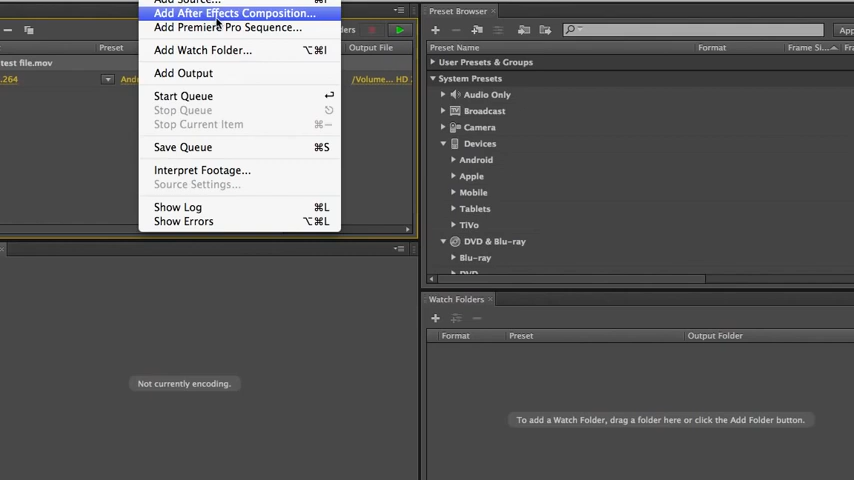 Add Source...
Add After Effects Composition...
Add Premiere Pro Sequence...
Add Watch Folder... ⌥⌘I
Add Output
Start Queue
Stop Queue
Stop Current Item
Save Queue ⌘S
Interpret Footage...
Source Settings...
Show Log ⌘L
Show Errors ⌥⌘L
Preset
Output File
test file.mov
.264
/Volume... HD
Not currently encoding.
Preset Browser
App
Preset Name Format Frame Si...
User Presets & Groups
System Presets
Audio Only
Broadcast
Camera
Devices
Android
Apple
Mobile
Tablets
TiVo
DVD & Blu-ray
Blu-ray
DVD
Watch Folders
Format Preset Output Folder
To add a Watch Folder, drag a folder here or click the Add Folder button.